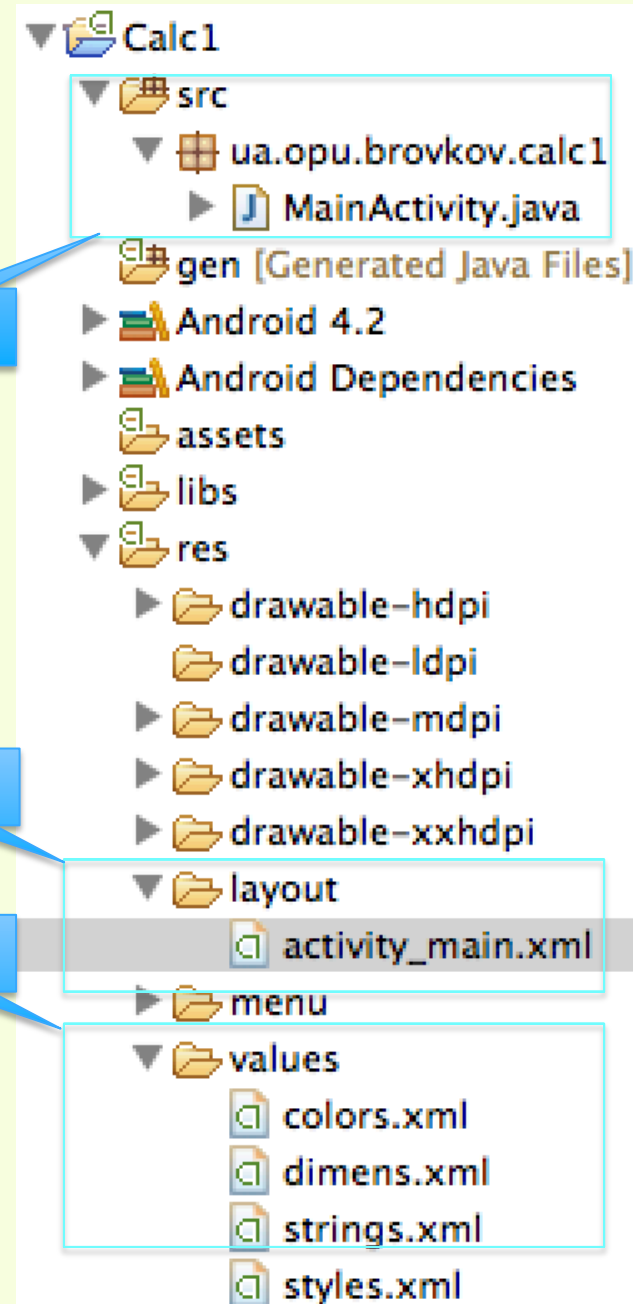 Calc1
src
ua.opu.brovkov.calc1
MainActivity.java
gen [Generated Java Files]
Android 4.2
Android Dependencies
assets
libs
res
drawable-hdpi
drawable-ldpi
drawable-mdpi
drawable-xhdpi
drawable-xxhdpi
layout
activity_main.xml
menu
values
colors.xml
dimens.xml
strings.xml
styles.xml